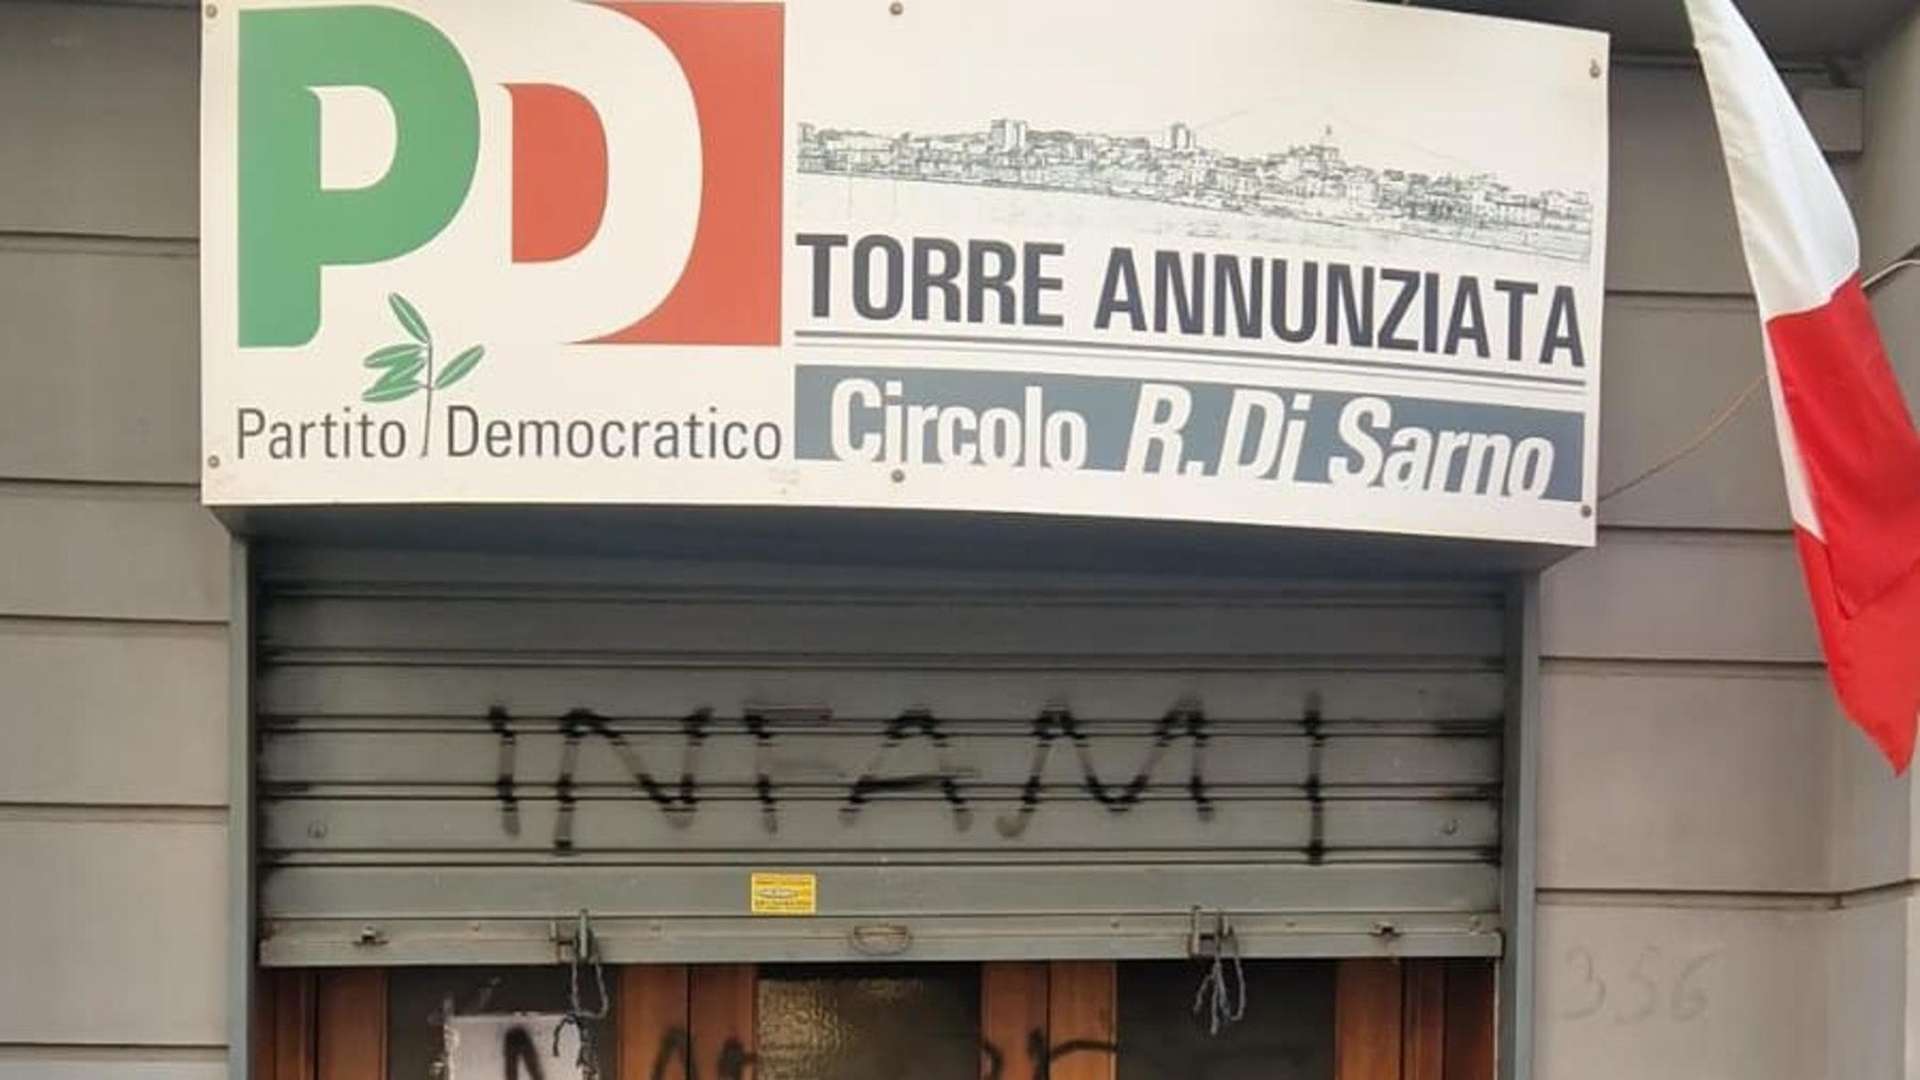 PD
Partito Democratico
TORRE ANNUNZIATA
Circolo R. Di Sarno
INFAMI
356